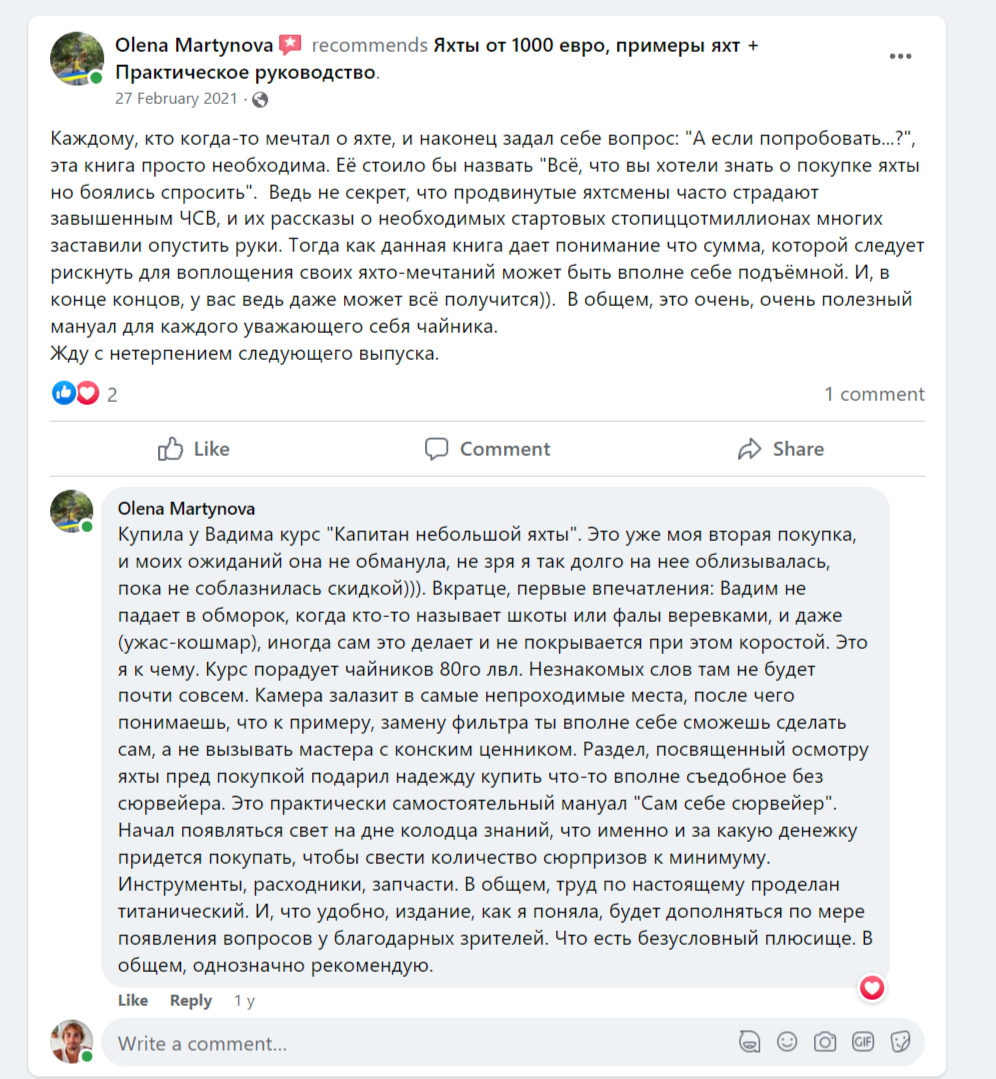 Olena Martynova recommends Яхты от 1000 евро, примеры яхт +
Практическое руководство.
27 February 2021 ·
Каждому, кто когда-то мечтал о яхте, и наконец задал себе вопрос: "А если попробовать...?",
эта книга просто необходима. Её стоило бы назвать "Всё, что вы хотели знать о покупке яхты
но боялись спросить".  Ведь не секрет, что продвинутые яхтсмены часто страдают
завышенным ЧСВ, и их рассказы о необходимых стартовых стопиццотмиллионах многих
заставили опустить руки. Тогда как данная книга дает понимание что сумма, которой следует
рискнуть для воплощения своих яхто-мечтаний может быть вполне себе подъёмной. И, в
конце концов, у вас ведь даже может всё получится)).  В общем, это очень, очень полезный
мануал для каждого уважающего себя чайника.
Жду с нетерпением следующего выпуска.
2
1 comment
Like
Comment
Share
Olena Martynova
Купила у Вадима курс "Капитан небольшой яхты". Это уже моя вторая покупка,
и моих ожиданий она не обманула, не зря я так долго на нее облизывалась,
пока не соблазнилась скидкой))). Вкратце, первые впечатления: Вадим не
падает в обморок, когда кто-то называет шкоты или фалы веревками, и даже
(ужас-кошмар), иногда сам это делает и не покрывается при этом коростой. Это
я к чему. Курс порадует чайников 80го лвл. Незнакомых слов там не будет
почти совсем. Камера залазит в самые непроходимые места, после чего
понимаешь, что к примеру, замену фильтра ты вполне себе сможешь сделать
сам, а не вызывать мастера с конским ценником. Раздел, посвященный осмотру
яхты пред покупкой подарил надежду купить что-то вполне съедобное без
сюрвейера. Это практически самостоятельный мануал "Сам себе сюрвейер".
Начал появляться свет на дне колодца знаний, что именно и за какую денежку
придется покупать, чтобы свести количество сюрпризов к минимуму.
Инструменты, расходники, запчасти. В общем, труд по настоящему проделан
титанический. И, что удобно, издание, как я поняла, будет дополняться по мере
появления вопросов у благодарных зрителей. Что есть безусловный плюсище. В
общем, однозначно рекомендую.
Like Reply 1 y
Write a comment...
GIF